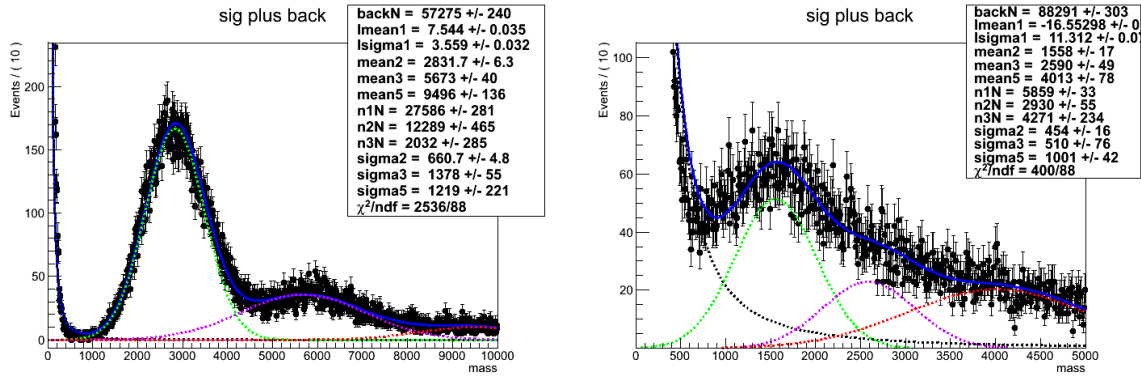 sig plus back
backN = 57275 +/- 240
lmean1 = 7.544 +/- 0.035
lsigma1 = 3.559 +/- 0.032
mean2 = 2831.7 +/- 6.3
mean3 = 5673 +/- 40
mean5 = 9496 +/- 136
n1N = 27586 +/- 281
n2N = 12289 +/- 465
n3N = 2032 +/- 285
sigma2 = 660.7 +/- 4.8
sigma3 = 1378 +/- 55
sigma5 = 1219 +/- 221
χ²/ndf = 2536/88
Events / ( 10 )
200
150
100
50
0
0 1000 2000 3000 4000 5000 6000 7000 8000 9000 10000
mass
sig plus back
backN = 88291 +/- 303
lmean1 = -16.55298 +/- 0.0
lsigma1 = 11.312 +/- 0.07
mean2 = 1558 +/- 17
mean3 = 2590 +/- 49
mean5 = 4013 +/- 78
n1N = 5859 +/- 33
n2N = 2930 +/- 55
n3N = 4271 +/- 234
sigma2 = 454 +/- 16
sigma3 = 510 +/- 76
sigma5 = 1001 +/- 42
χ²/ndf = 400/88
Events / ( 10 )
100
80
60
40
20
0 500 1000 1500 2000 2500 3000 3500 4000 4500 5000
mass